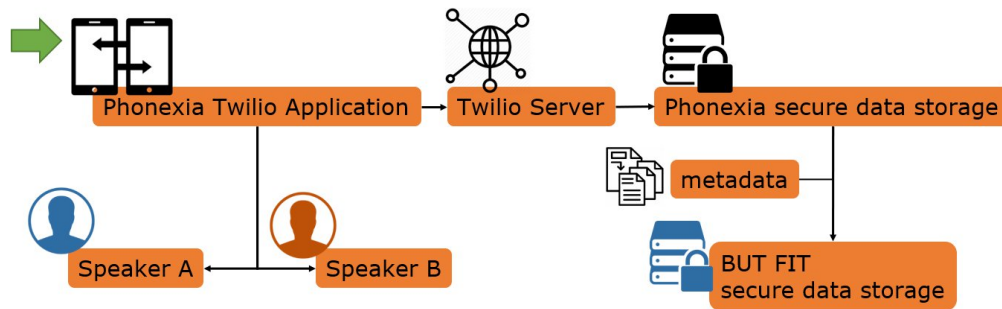 Phonexia Twilio Application
Twilio Server
Phonexia secure data storage
metadata
Speaker A
Speaker B
BUT FIT
secure data storage